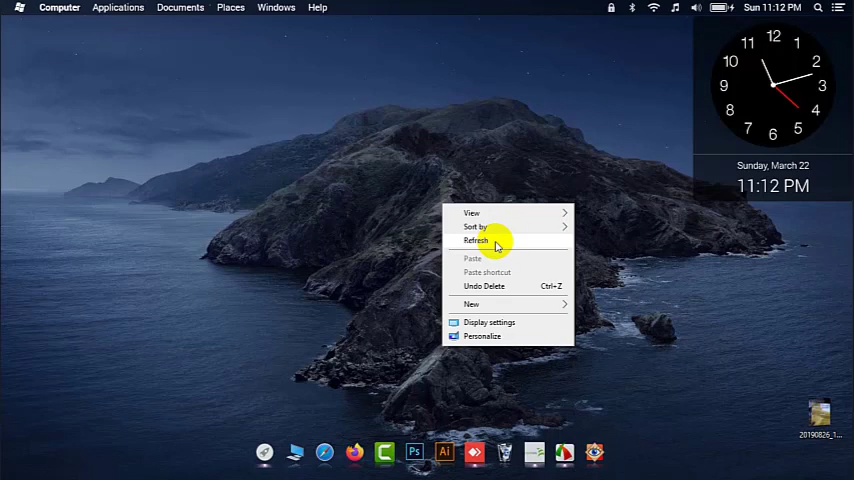 Computer Applications Documents Places Windows Help
Sun 11:12 PM
12
11 1
10 2
9 3
8 4
7 5
6
Sunday, March 22
11:12 PM
View
Sort by
Refresh
Paste
Paste shortcut
Undo Delete Ctrl+Z
New
Display settings
Personalize
20190826_1...
Ps Ai